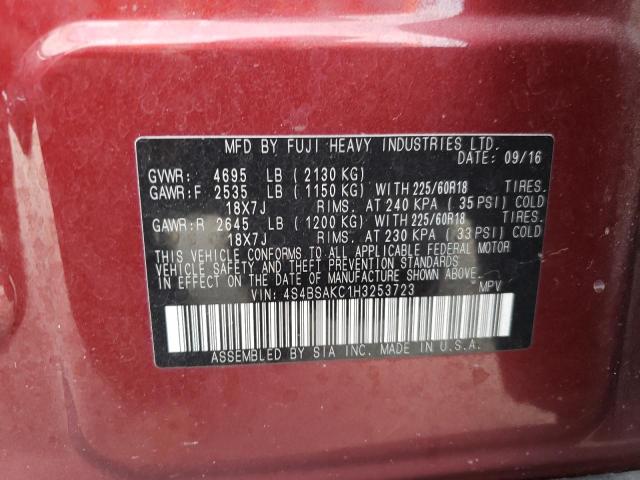 MFD BY FUJI HEAVY INDUSTRIES LTD.
DATE: 09/16
GVWR: 4695 LB (2130 KG)
GAWR:F 2535 LB (1150 KG) WITH 225/60R18 TIRES.
18X7J RIMS. AT 240 KPA (35 PSI) COLD
GAWR:R 2645 LB (1200 KG) WITH 225/60R18 TIRES.
18X7J RIMS. AT 230 KPA (33 PSI) COLD
THIS VEHICLE CONFORMS TO ALL APPLICABLE FEDERAL MOTOR
VEHICLE SAFETY AND THEFT PREVENTION STANDARDS
IN EFFECT ON THE DATE OF MANUFACTURE SHOWN ABOVE.
VIN: 4S4BSAKC1H3253723 MPV
ASSEMBLED BY SIA INC. MADE IN U.S.A.